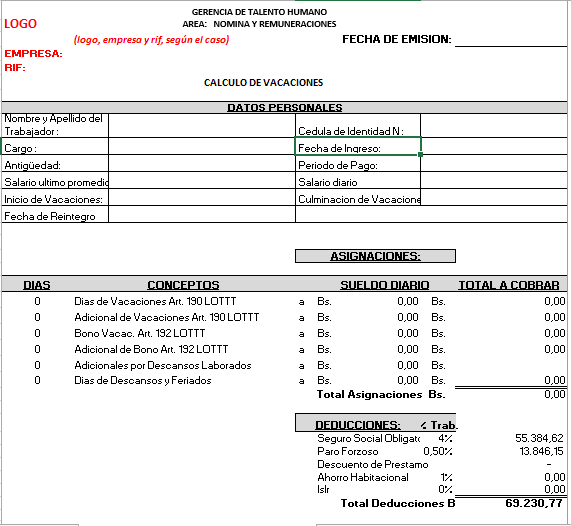 GERENCIA DE TALENTO HUMANO
LOGO AREA: NOMINA Y REMUNERACIONES
(logo, empresa y rif, según el caso) FECHA DE EMISION:
EMPRESA:
RIF:
CALCULO DE VACACIONES
DATOS PERSONALES
Nombre y Apellido del
Trabajador: Cedula de Identidad N:
Cargo: Fecha de Ingreso:
Antigüedad: Periodo de Pago:
Salario ultimo promedio Salario diario
Inicio de Vacaciones: Culminacion de Vacacione
Fecha de Reintegro
ASIGNACIONES:
DIAS CONCEPTOS SUELDO DIARIO TOTAL A COBRAR
0 Dias de Vacaciones Art. 190 LOTTT a Bs. 0,00 Bs. 0,00
0 Adicional de Vacaciones Art. 190 LOTTT a Bs. 0,00 Bs. 0,00
0 Bono Vacac. Art. 192 LOTTT a Bs. 0,00 Bs. 0,00
0 Adicional de Bono Art. 192 LOTTT a Bs. 0,00 Bs. 0,00
0 Adicionales por Descansos Laborados a Bs. 0,00 Bs.
0 Dias de Descansos y Feriados a Bs. 0,00 Bs. 0,00
Total Asignaciones Bs. 0,00
DEDUCCIONES: % Trab.
Seguro Social Obligato 4% 55.384,62
Paro Forzoso 0,50% 13.846,15
Descuento de Prestamo -
Ahorro Habitacional 1% 0,00
Islr 0% 0,00
Total Deducciones B 69.230,77